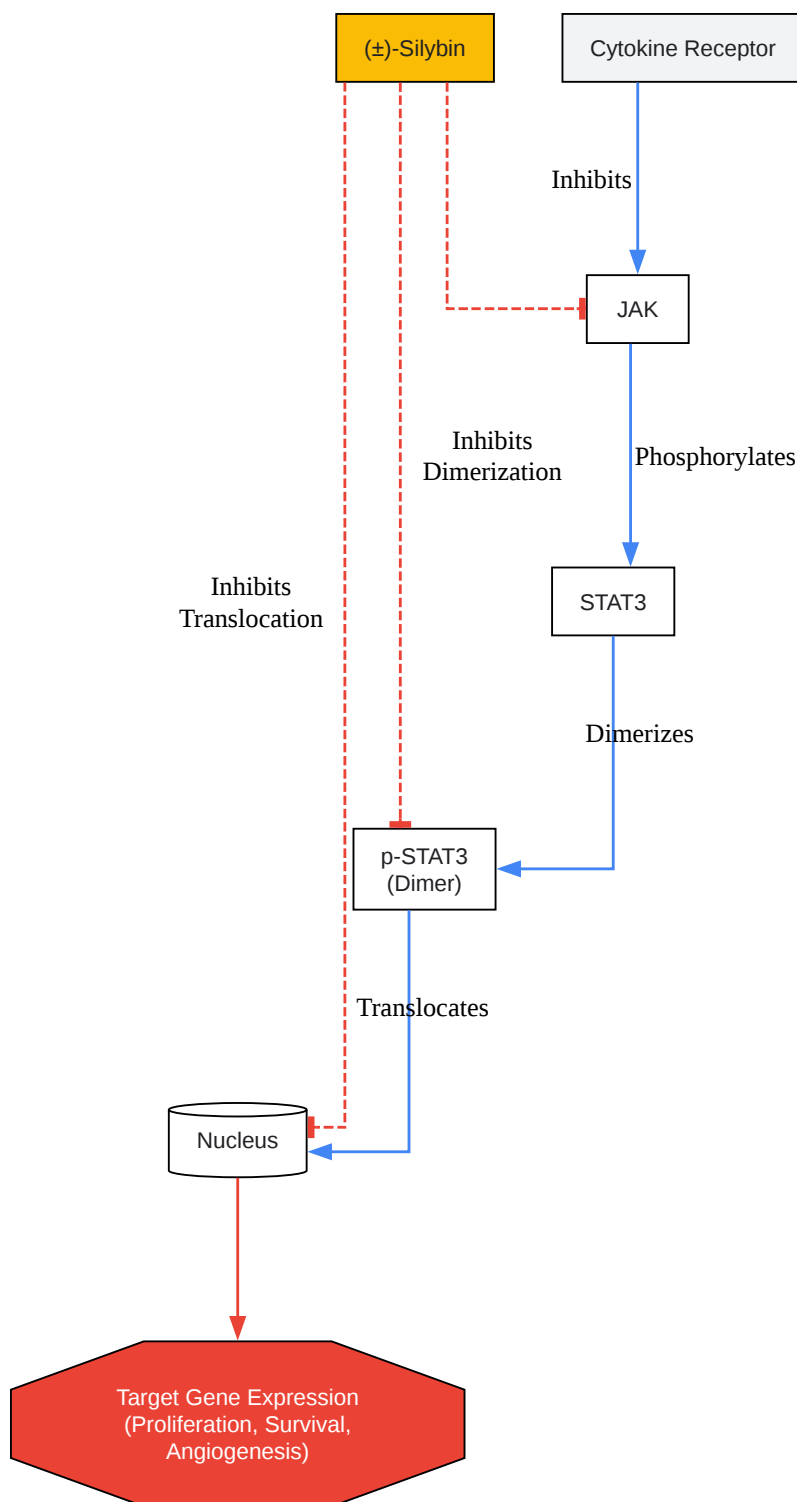 (±)-Silybin
Cytokine Receptor
Inhibits
JAK
Inhibits
Dimerization
Phosphorylates
Inhibits
Translocation
STAT3
Dimerizes
p-STAT3
(Dimer)
Translocates
Nucleus
Target Gene Expression
(Proliferation, Survival,
Angiogenesis)